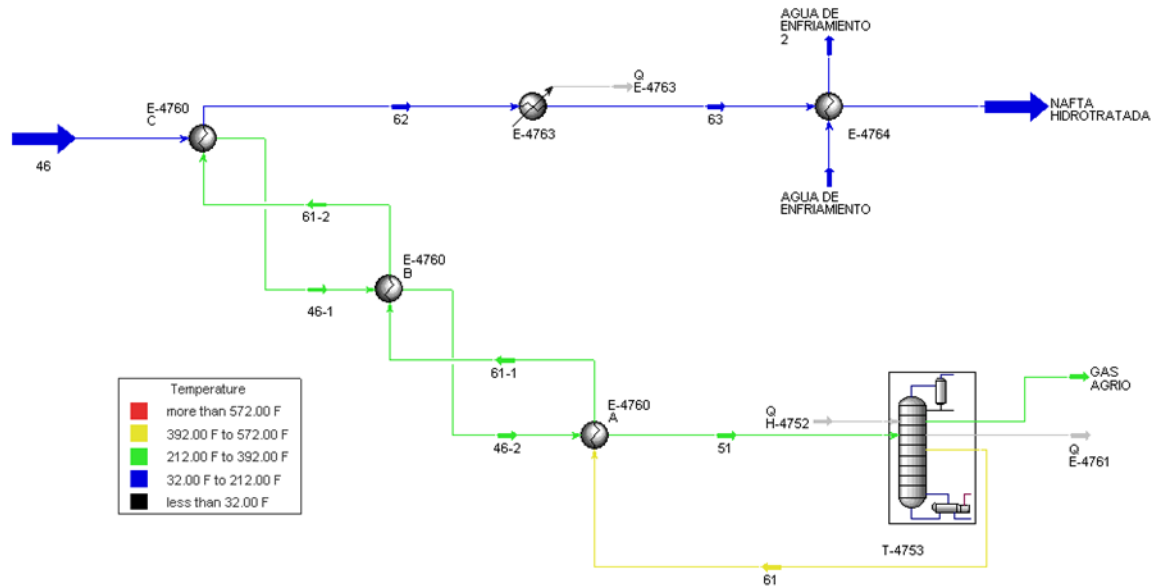 AGUA DE
ENFRIAMIENTO
2
Q
E-4763
E-4760
C
62
E-4763
63
E-4764
NAFTA
HIDROTRATADA
46
61-2
AGUA DE
ENFRIAMIENTO
E-4760
B
46-1
61-1
GAS
AGRIO
Temperature
more than 572.00 F
392.00 F to 572.00 F
212.00 F to 392.00 F
32.00 F to 212.00 F
less than 32.00 F
E-4760
A
Q
H-4752
46-2
51
Q
E-4761
T-4753
61